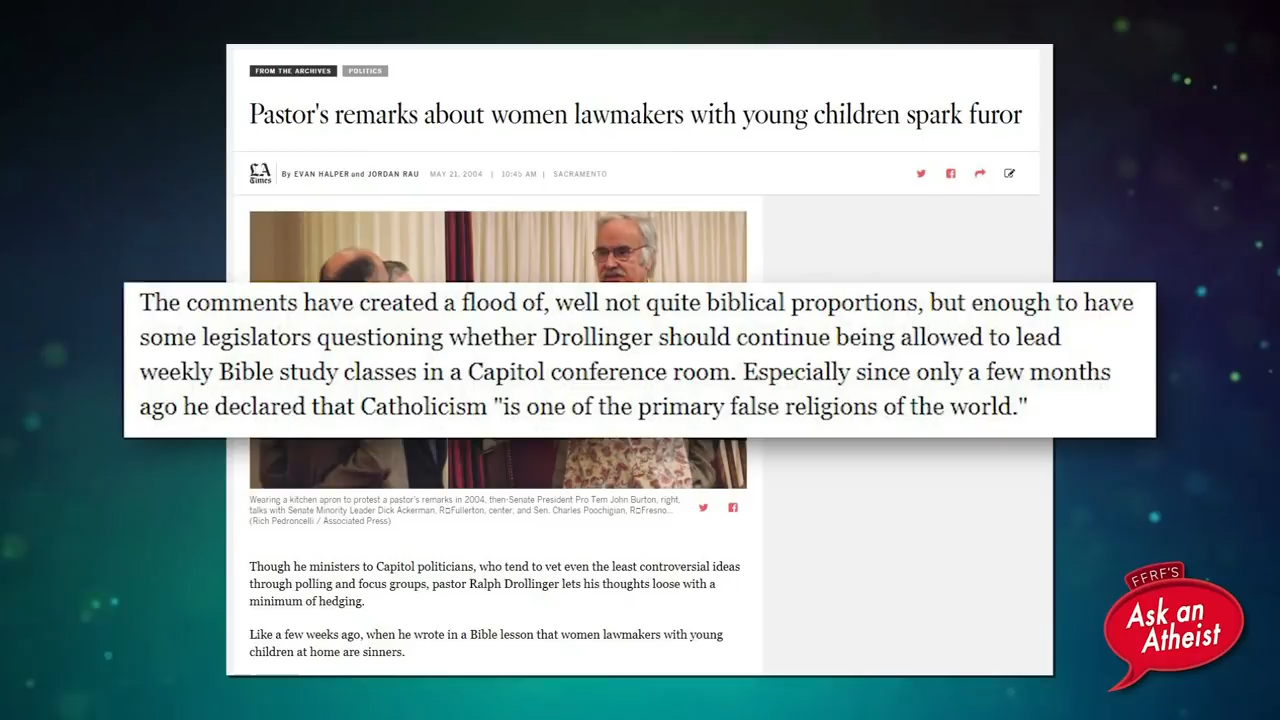 FROM THE ARCHIVES POLITICS
Pastor's remarks about women lawmakers with young children spark furor
LA Times By EVAN HALPER and JORDAN RAU MAY 21, 2004 | 10:45 AM | SACRAMENTO
The comments have created a flood of, well not quite biblical proportions, but enough to have
some legislators questioning whether Drollinger should continue being allowed to lead
weekly Bible study classes in a Capitol conference room. Especially since only a few months
ago he declared that Catholicism "is one of the primary false religions of the world."
Wearing a kitchen apron to protest a pastor's remarks in 2004, then-Senate President Pro Tem John Burton, right,
talks with Senate Minority Leader Dick Ackerman, R▯Fullerton, center, and Sen. Charles Poochigian, R▯Fresno...
(Rich Pedroncelli / Associated Press)
Though he ministers to Capitol politicians, who tend to vet even the least controversial ideas
through polling and focus groups, pastor Ralph Drollinger lets his thoughts loose with a
minimum of hedging.
Like a few weeks ago, when he wrote in a Bible lesson that women lawmakers with young
children at home are sinners.
FFRF'S
Ask an
Atheist